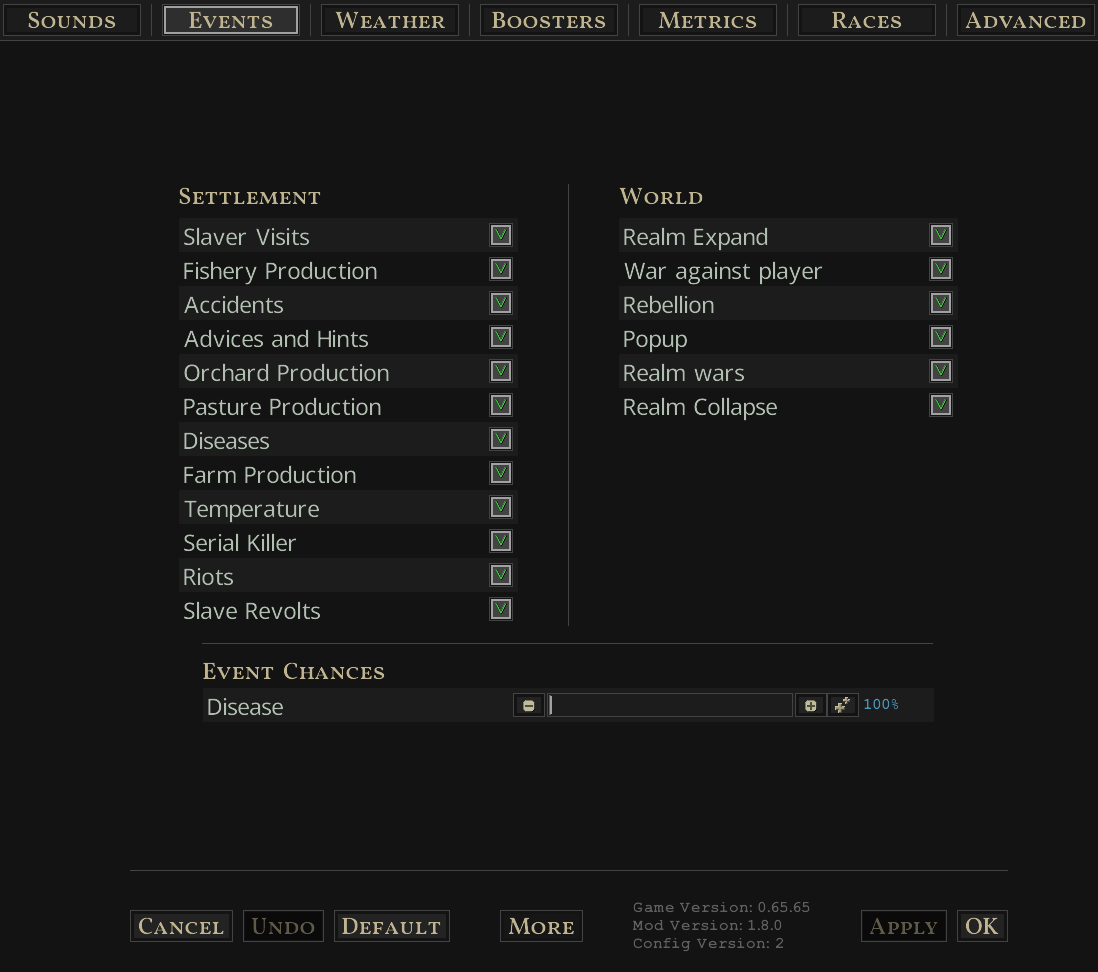 Sounds Events Weather Boosters Metrics Races Advanced
Settlement
Slaver Visits
Fishery Production
Accidents
Advices and Hints
Orchard Production
Pasture Production
Diseases
Farm Production
Temperature
Serial Killer
Riots
Slave Revolts
World
Realm Expand
War against player
Rebellion
Popup
Realm wars
Realm Collapse
Event Chances
Disease 100%
Cancel Undo Default More
Game Version: 0.65.65
Mod Version: 1.8.0
Config Version: 2
Apply OK